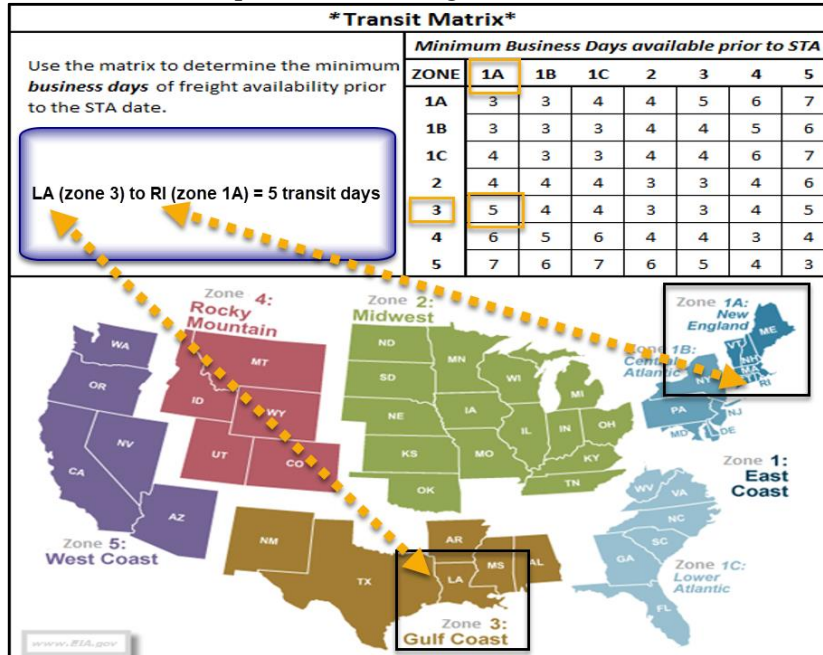 *Transit Matrix*
Use the matrix to determine the minimum
business days of freight availability prior
to the STA date.
LA (zone 3) to RI (zone 1A) = 5 transit days
Minimum Business Days available prior to STA
ZONE 1A 1B 1C 2 3 4 5
1A 3 3 4 4 5 6 7
1B 3 3 3 4 4 5 6
1C 4 3 3 4 4 6 7
2 4 4 4 3 3 4 6
3 5 4 4 3 3 4 5
4 6 5 6 4 4 3 4
5 7 6 7 6 5 4 3
Zone 4:
Rocky
Mountain
Zone 2:
Midwest
Zone 1A:
New
England
Zone 1B:
Central
Atlantic
Zone 1:
East
Coast
Zone 1C:
Lower
Atlantic
Zone 5:
West Coast
Zone 3:
Gulf Coast
WA
OR
CA
NV
AZ
MT
ID
WY
UT
CO
ND
SD
NE
KS
OK
MN
IA
MO
WI
IL
MI
IN
OH
KY
TN
ME
VT
NH
MA
RI
NY
PA
NJ
MD
DE
WV
VA
NC
SC
GA
FL
NM
TX
AR
LA
MS
AL
www.EIA.gov